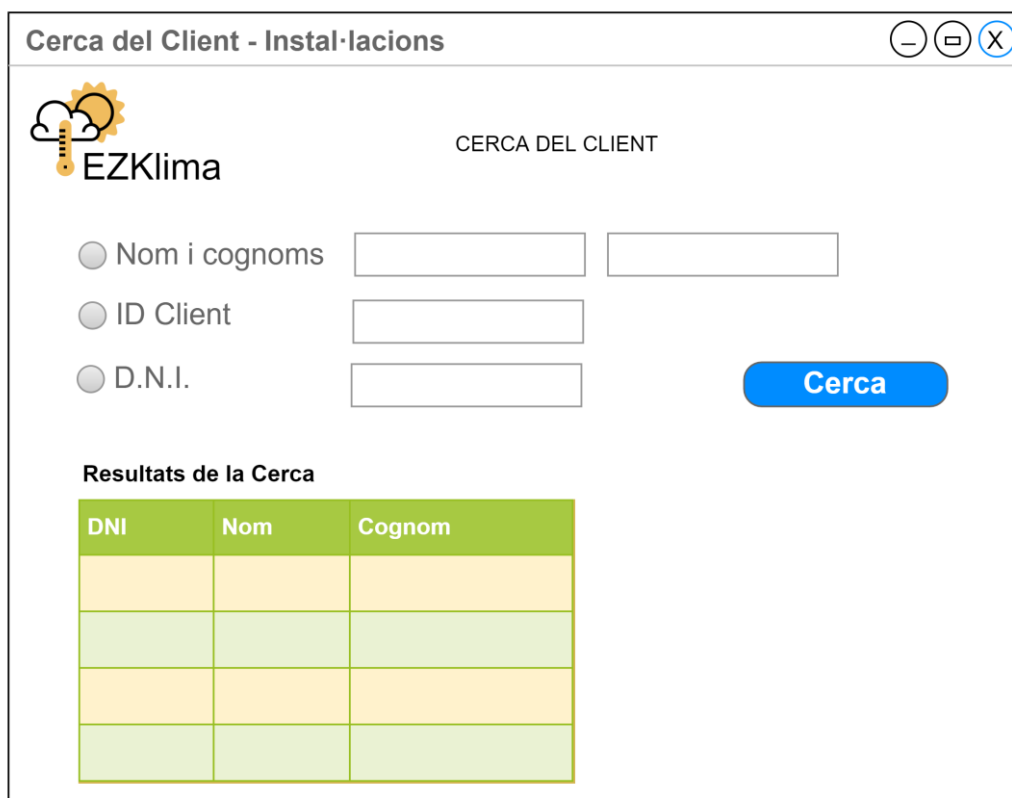 Cerca del Client - Instal·lacions
X
EZKlima
CERCA DEL CLIENT
Nom i cognoms
ID Client
D.N.I.
Cerca
Resultats de la Cerca
DNI Nom Cognom